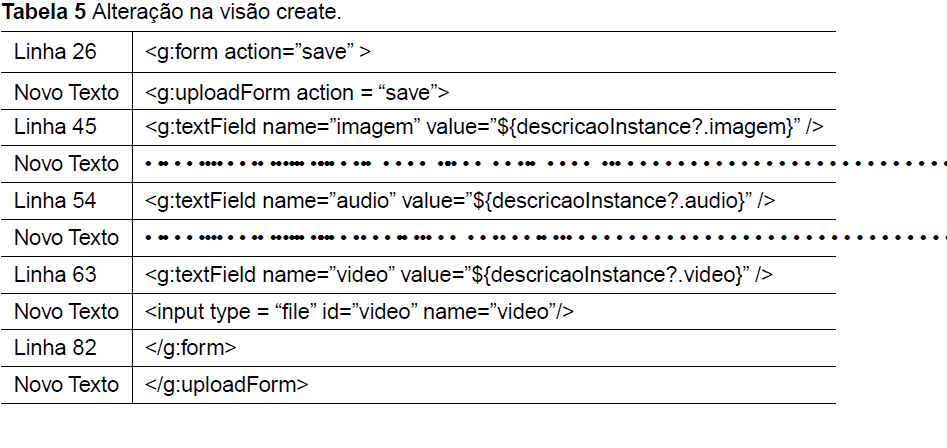 Tabela 5 Alteração na visão create.
Linha 26 <g:form action=”save” >
Novo Texto <g:uploadForm action = “save”>
Linha 45 <g:textField name=”imagem” value=”${descricaoInstance?.imagem}” />
Novo Texto
Linha 54 <g:textField name=”audio” value=”${descricaoInstance?.audio}” />
Novo Texto
Linha 63 <g:textField name=”video” value=”${descricaoInstance?.video}” />
Novo Texto <input type = “file” id=”video” name=”video”/>
Linha 82 </g:form>
Novo Texto </g:uploadForm>